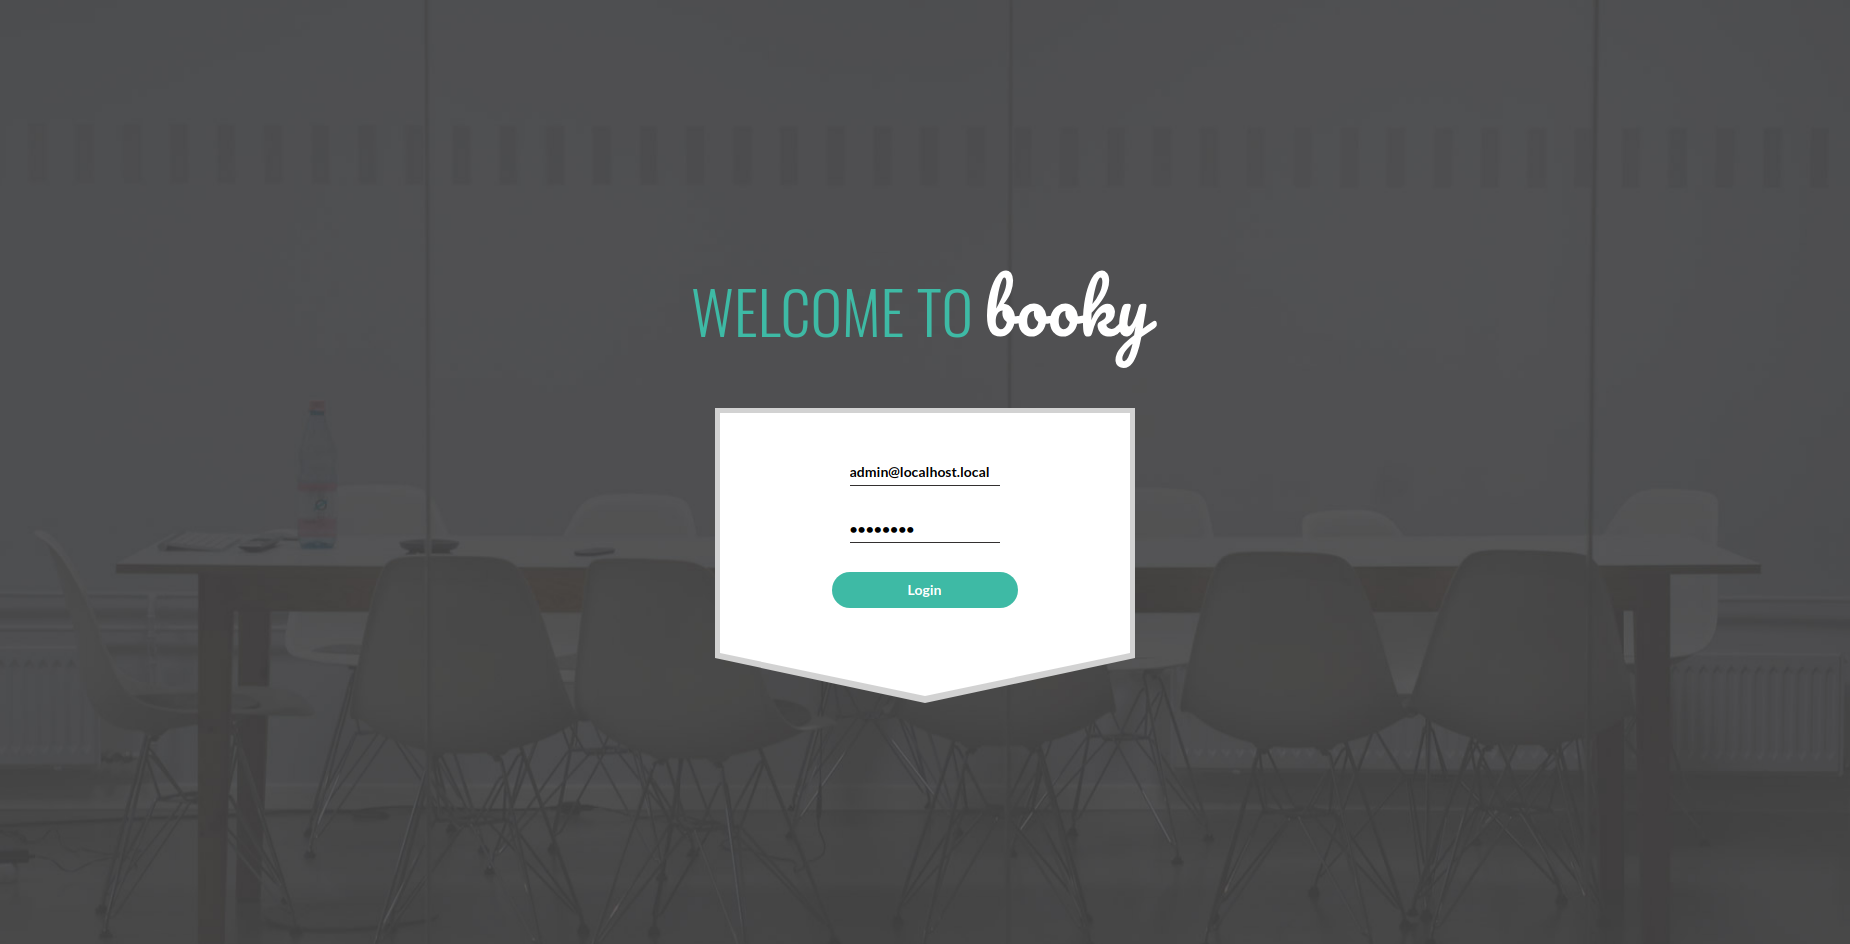 WELCOME TO booky
admin@localhost.local
••••••••
Login